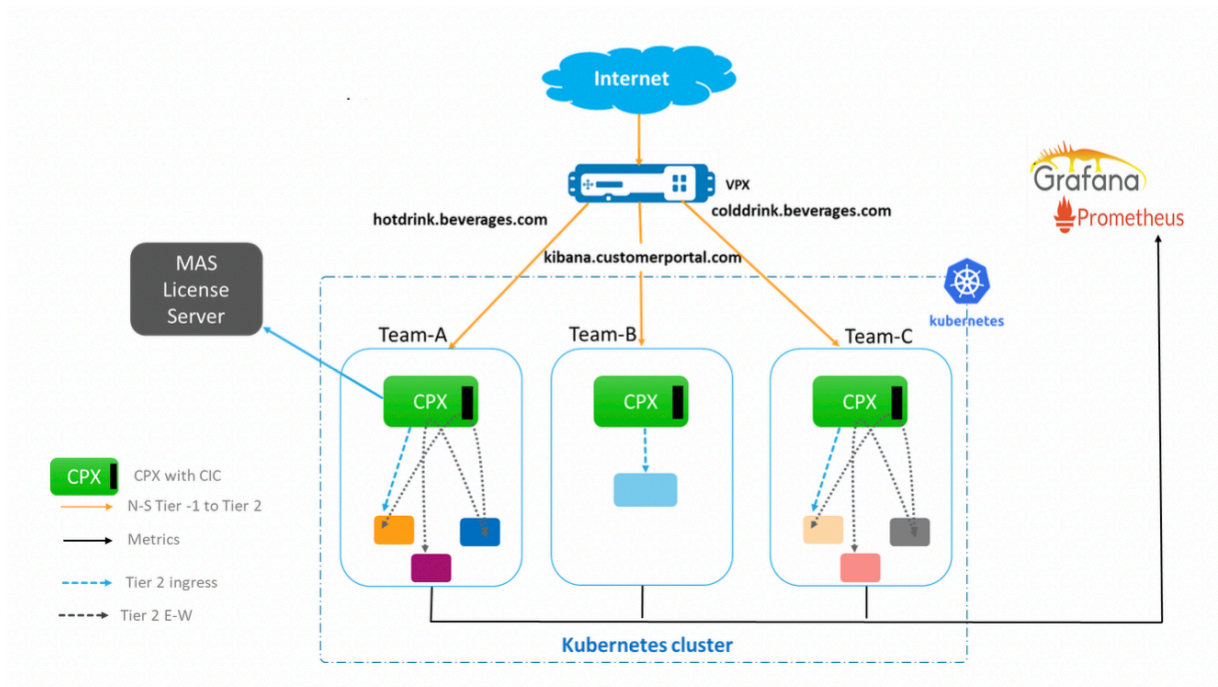 Internet
VPX
hotdrink.beverages.com
colddrink.beverages.com
kibana.customerportal.com
Grafana
Prometheus
MAS
License
Server
kubernetes
Team-A
Team-B
Team-C
CPX
CPX
CPX
CPX
CPX with CIC
N-S Tier -1 to Tier 2
Metrics
Tier 2 ingress
Tier 2 E-W
Kubernetes cluster